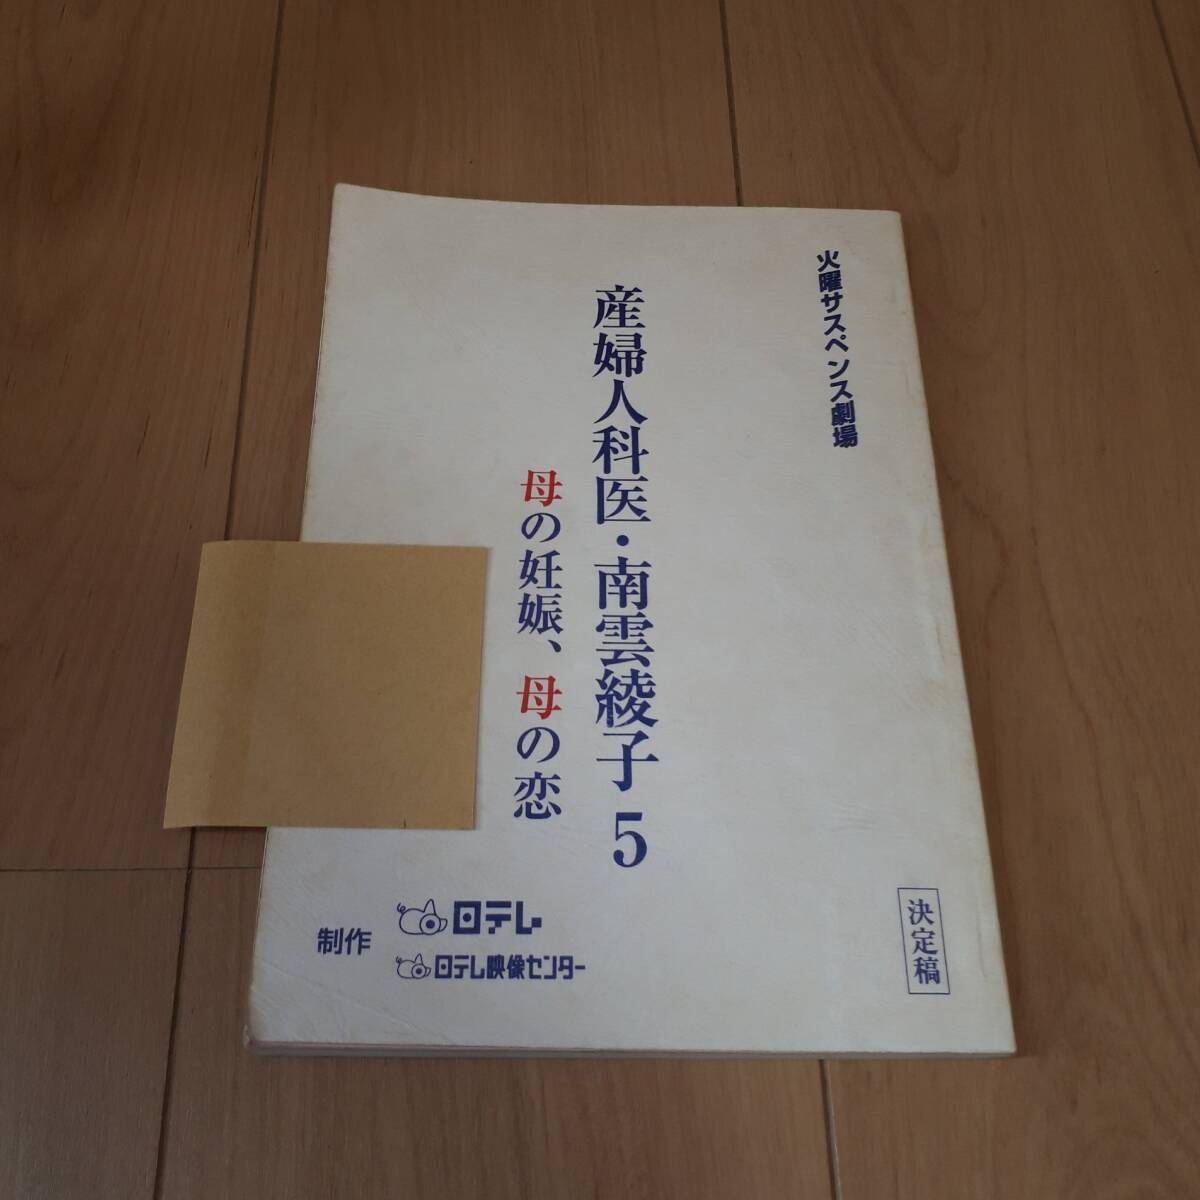 火曜サスペンス劇場
産婦人科医・南雲綾子 5
母の妊娠、母の恋
決定稿
制作
日テレ
日テレ映像センター